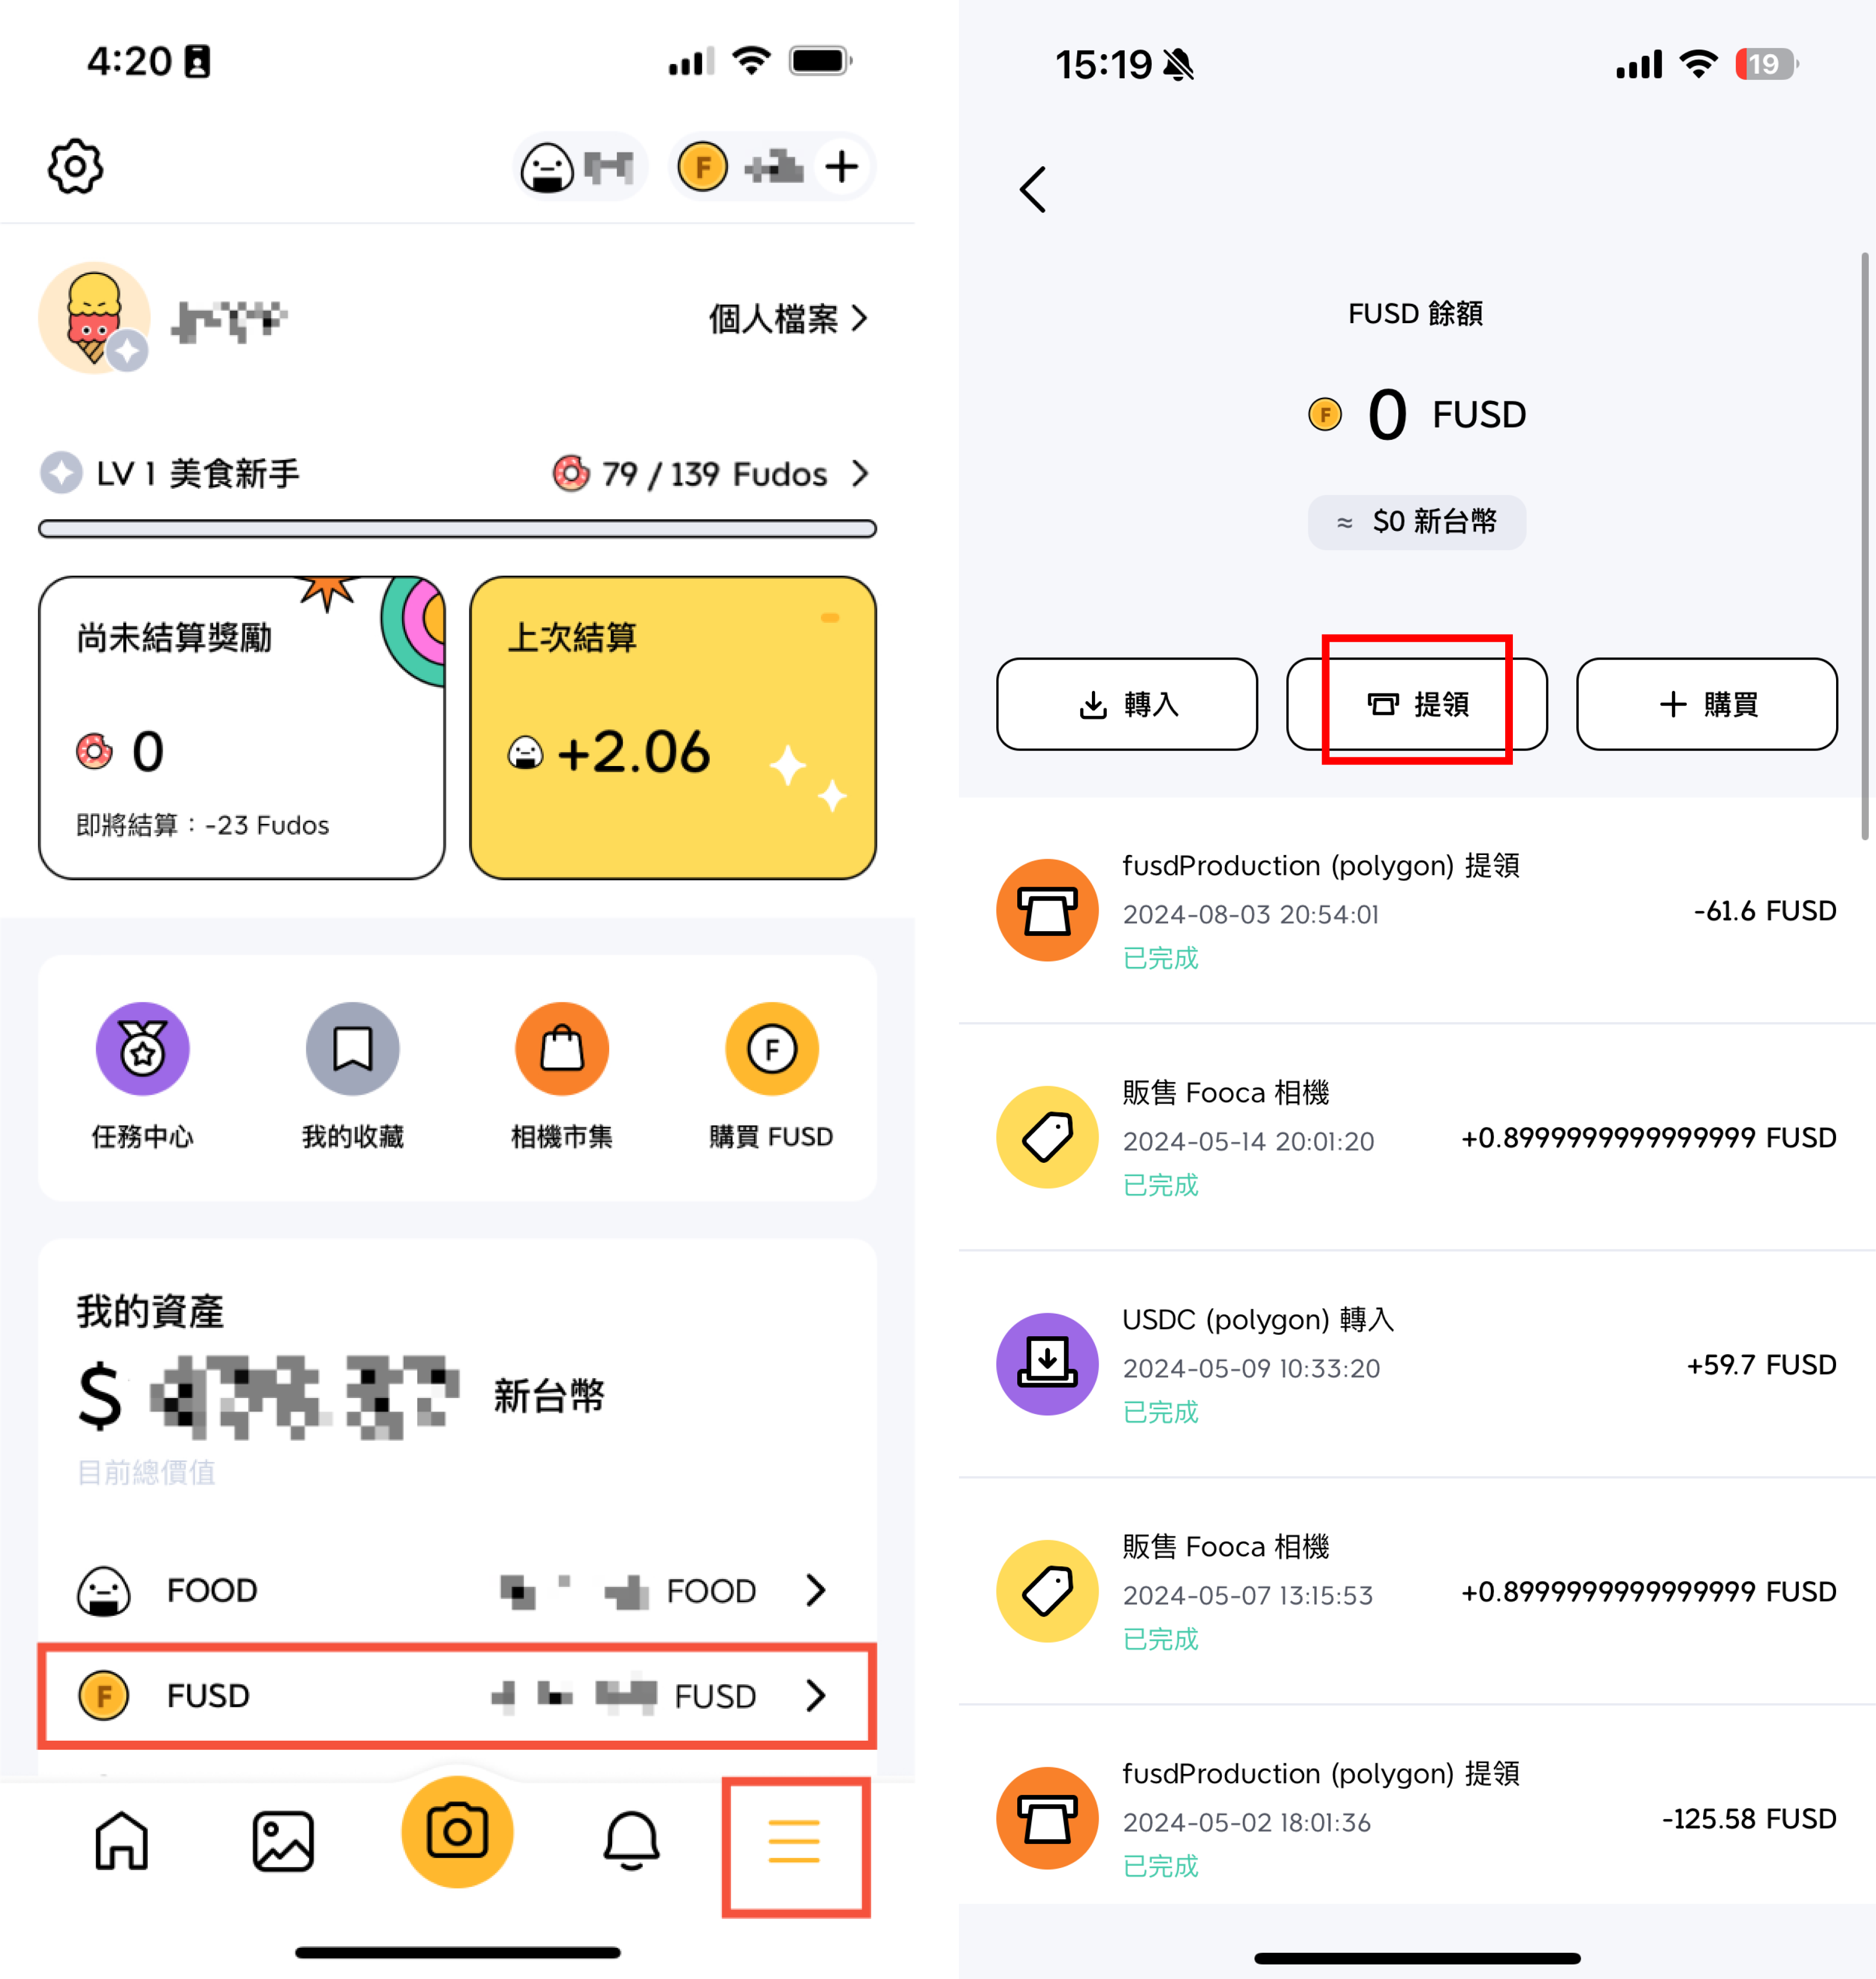 4:20
F
個人檔案
LV 1 美食新手
79 / 139 Fudos
尚未結算獎勵
0
即將結算：-23 Fudos
上次結算
+2.06
任務中心
我的收藏
相機市集
F
購買 FUSD
我的資產
$ 新台幣
目前總價值
FOOD FOOD
F FUSD FUSD
15:19
19
FUSD 餘額
F 0 FUSD
≈ $0 新台幣
轉入
提領
購買
fusdProduction (polygon) 提領
2024-08-03 20:54:01
已完成
-61.6 FUSD
販售 Fooca 相機
2024-05-14 20:01:20
已完成
+0.8999999999999999 FUSD
USDC (polygon) 轉入
2024-05-09 10:33:20
已完成
+59.7 FUSD
販售 Fooca 相機
2024-05-07 13:15:53
已完成
+0.8999999999999999 FUSD
fusdProduction (polygon) 提領
2024-05-02 18:01:36
已完成
-125.58 FUSD